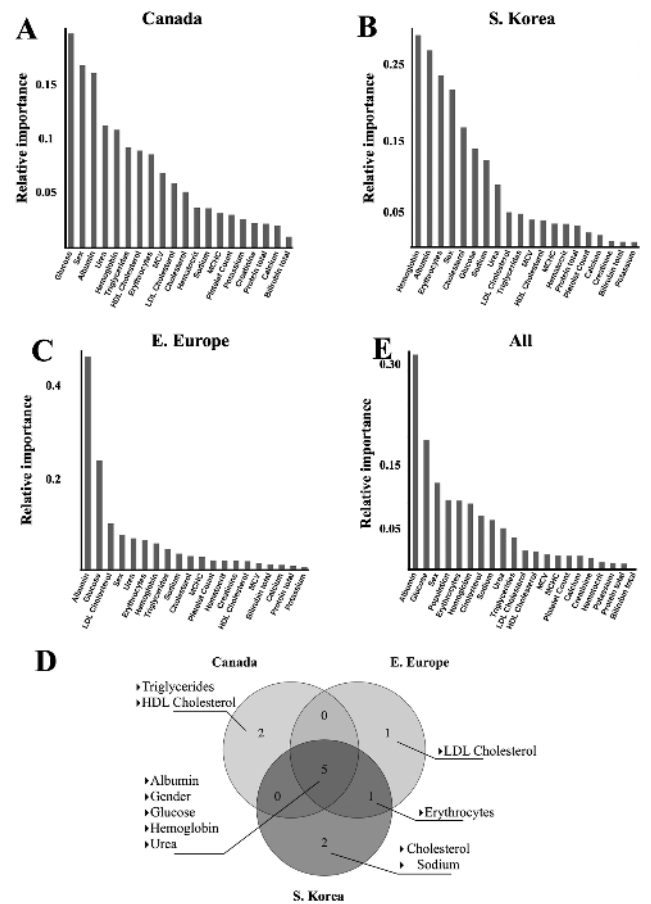 A
Canada
Relative importance
0.15
0.1
0.05
Glucose
Sex
Albumin
Urea
Hemoglobin
Triglycerides
HDL Cholesterol
Erythrocytes
MCV
LDL Cholesterol
Cholesterol
Hematocrit
Sodium
MCHC
Platelet Count
Potassium
Creatinine
Protein total
Calcium
Bilirubin total
B
S. Korea
Relative importance
0.25
0.15
0.05
Hemoglobin
Albumin
Erythrocytes
Sex
Cholesterol
Glucose
Sodium
Urea
LDL Cholesterol
Triglycerides
MCV
HDL Cholesterol
MCHC
Hematocrit
Protein total
Platelet Count
Calcium
Creatinine
Bilirubin total
Potassium
C
E. Europe
Relative importance
0.4
0.2
Albumin
Glucose
LDL Cholesterol
Sex
Urea
Erythrocytes
Hemoglobin
Triglycerides
Sodium
Cholesterol
MCHC
Platelet Count
Hematocrit
Creatinine
HDL Cholesterol
MCV
Bilirubin total
Calcium
Protein total
Potassium
E
All
Relative importance
0.30
0.15
0.05
Albumin
Glucose
Sex
Population
Erythrocytes
Hemoglobin
Cholesterol
Sodium
Urea
Triglycerides
LDL Cholesterol
HDL Cholesterol
MCV
MCHC
Platelet Count
Calcium
Creatinine
Hematocrit
Potassium
Protein total
Bilirubin total
D
Canada
E. Europe
Triglycerides
HDL Cholesterol
2
0
1
LDL Cholesterol
Albumin
Gender
Glucose
Hemoglobin
Urea
5
0
1
Erythrocytes
2
Cholesterol
Sodium
S. Korea